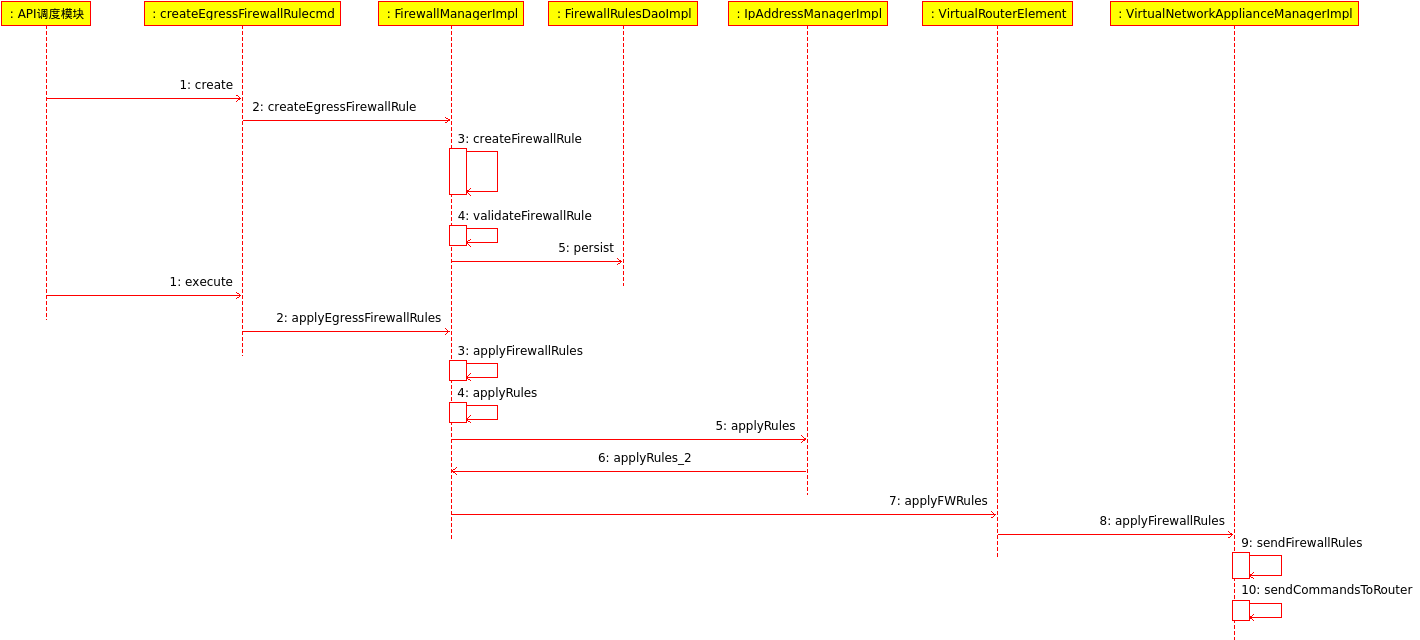 : API调度模块
: createEgressFirewallRulecmd
: FirewallManagerImpl
: FirewallRulesDaoImpl
: IpAddressManagerImpl
: VirtualRouterElement
: VirtualNetworkApplianceManagerImpl
1: create
2: createEgressFirewallRule
3: createFirewallRule
4: validateFirewallRule
5: persist
1: execute
2: applyEgressFirewallRules
3: applyFirewallRules
4: applyRules
5: applyRules
6: applyRules_2
7: applyFWRules
8: applyFirewallRules
9: sendFirewallRules
10: sendCommandsToRouter